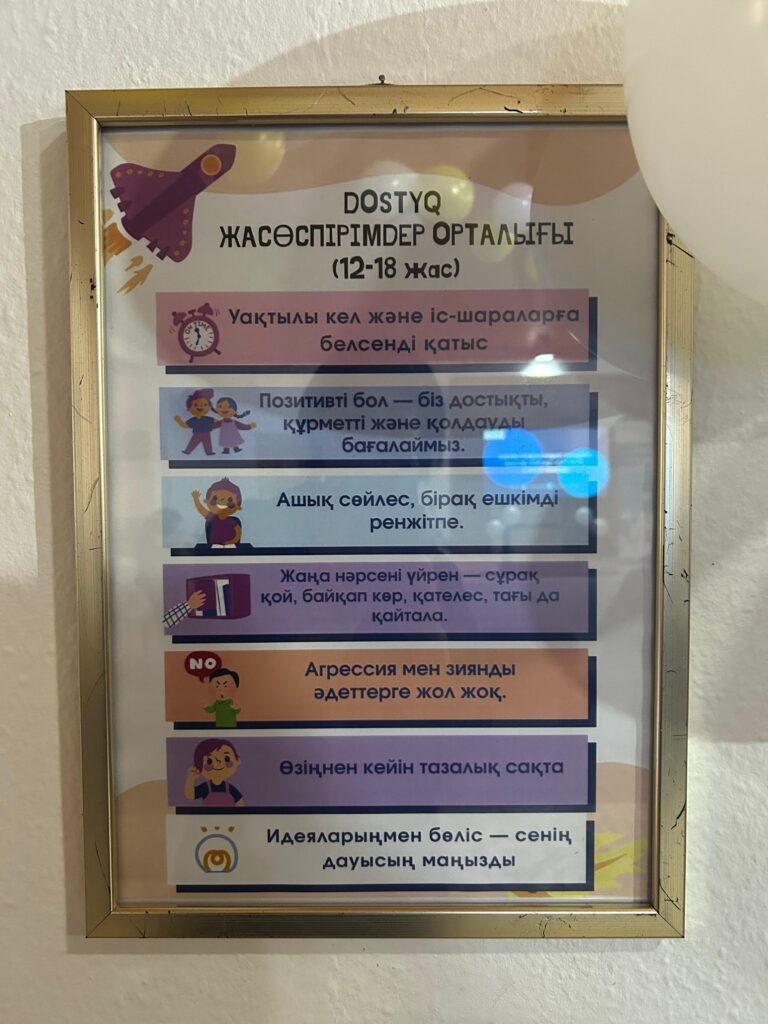 DOSTYQ
ЖАСӨСПІРІМДЕР ОРТАЛЫҒЫ
(12-18 жас)
ON TIME
Уақтылы кел және іс-шараларға
белсенді қатыс
Позитивті бол — біз достықты,
құрметті және қолдауды
бағалаймыз.
Ашық сөйлес, бірақ ешкімді
ренжітпе.
Жаңа нәрсені үйрен — сұрақ
қой, байқап көр, қателес, тағы да
қайтала.
NO
Агрессия мен зиянды
әдеттерге жол жоқ.
Өзіңнен кейін тазалық сақта
Идеяларыңмен бөліс — сенің
дауысың маңызды